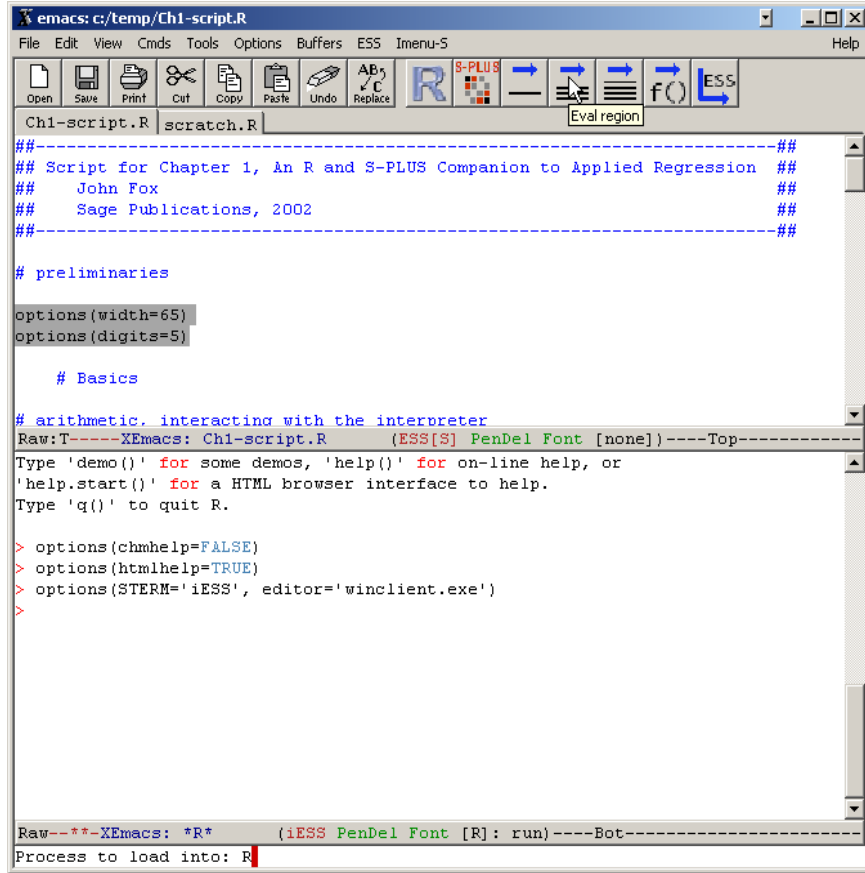 emacs: c:/temp/Ch1-script.R
File Edit View Cmds Tools Options Buffers ESS Imenu-S Help
S-PLUS
AB
C
R
f()
ESS
Open Save Print Cut Copy Paste Undo Replace
Eval region
Ch1-script.R scratch.R
##------------------------------------------------------------------------##
## Script for Chapter 1, An R and S-PLUS Companion to Applied Regression ##
## John Fox ##
## Sage Publications, 2002 ##
##------------------------------------------------------------------------##
# preliminaries
options(width=65)
options(digits=5)
# Basics
# arithmetic, interacting with the interpreter
Raw:T-----XEmacs: Ch1-script.R (ESS[S] PenDel Font [none])----Top------------
Type 'demo()' for some demos, 'help()' for on-line help, or
'help.start()' for a HTML browser interface to help.
Type 'q()' to quit R.
> options(chmhelp=FALSE)
> options(htmlhelp=TRUE)
> options(STERM='iESS', editor='winclient.exe')
>
Raw--**-XEmacs: *R* (iESS PenDel Font [R]: run)----Bot-----------------------
Process to load into: R